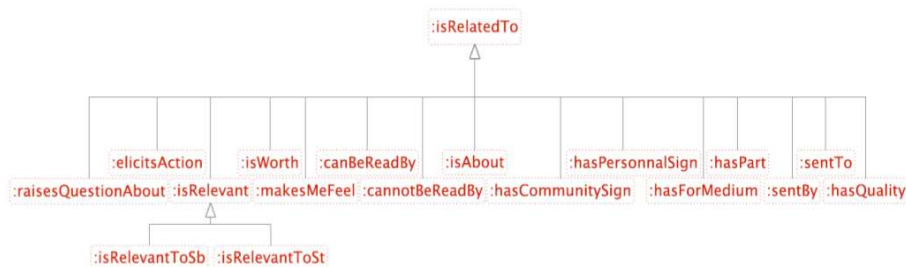 :isRelatedTo
:elicitsAction :isWorth :canBeReadBy :isAbout :hasPersonnalSign :hasPart :sentTo
:raisesQuestionAbout :isRelevant :makesMeFeel :cannotBeReadBy :hasCommunitySign :hasForMedium :sentBy :hasQuality
:isRelevantToSb :isRelevantToSt